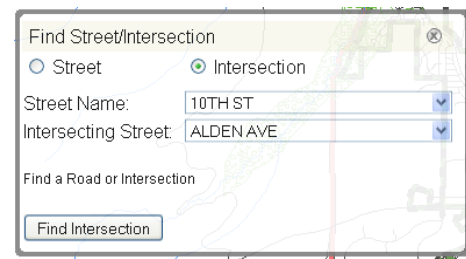 Find Street/Intersection
Street Intersection
Street Name: 10TH ST
Intersecting Street: ALDEN AVE
Find a Road or Intersection
Find Intersection